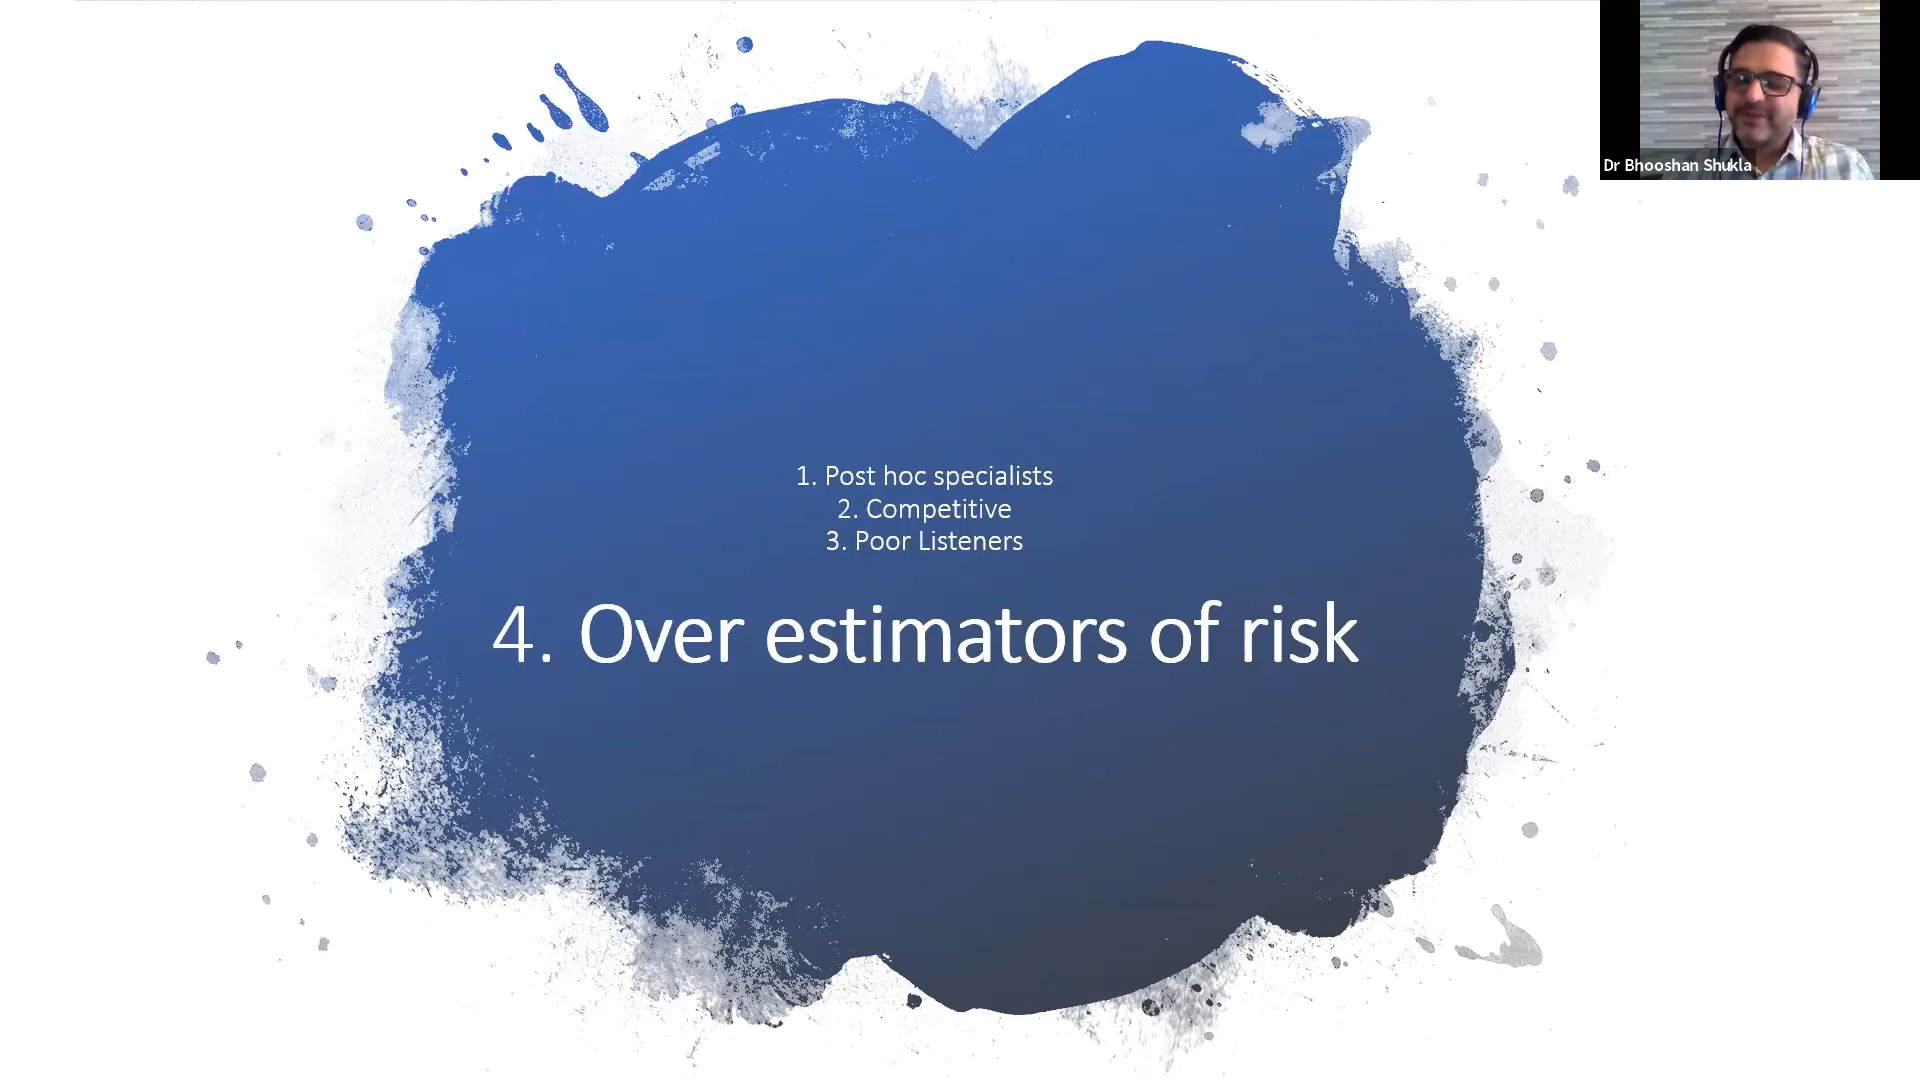 Dr Bhooshan Shukla
1. Post hoc specialists
2. Competitive
3. Poor Listeners
4. Over estimators of risk